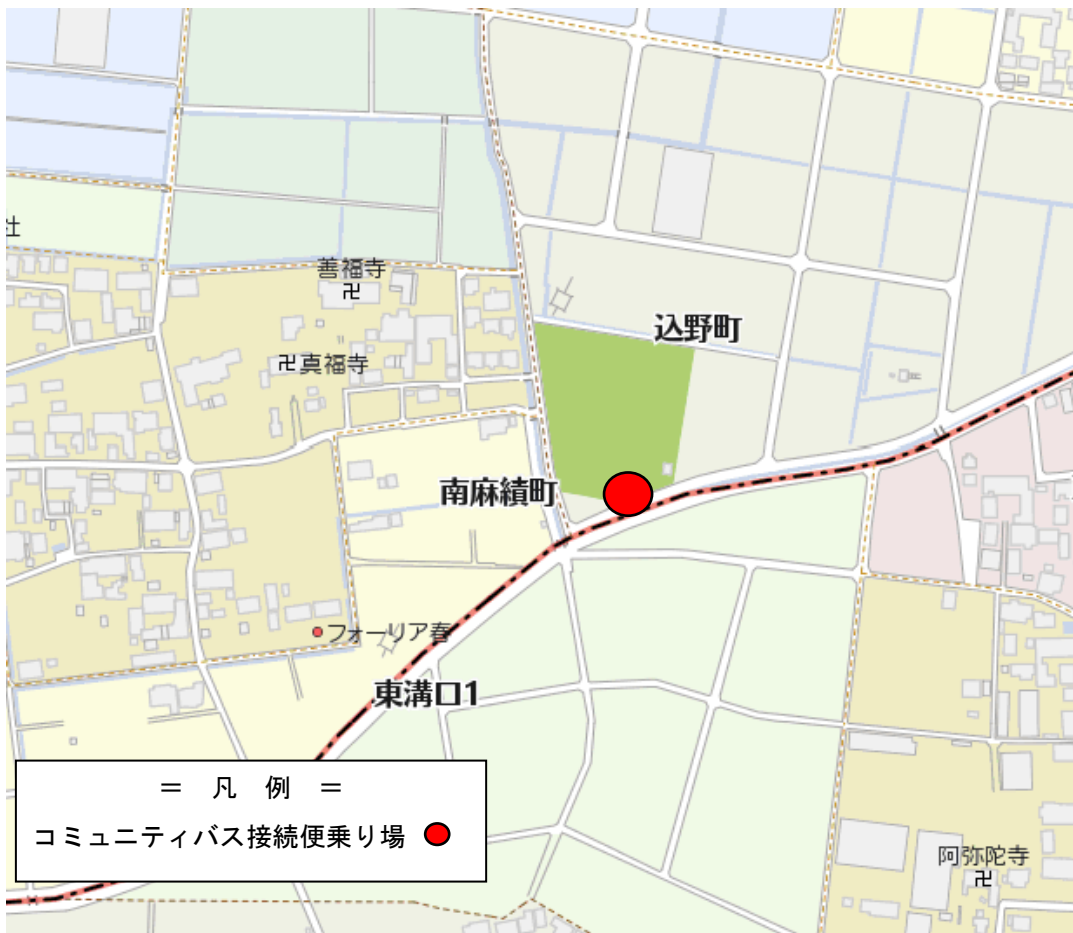 社
善福寺
卍
卍真福寺
込野町
南麻績町
フォーリア春
東溝口1
＝ 凡 例 ＝
コミュニティバス接続便乗り場
阿弥陀寺
卍